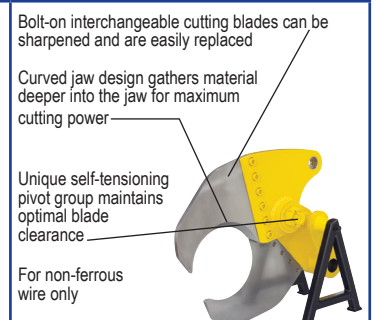 Bolt-on interchangeable cutting blades can be
sharpened and are easily replaced
Curved jaw design gathers material
deeper into the jaw for maximum
cutting power
Unique self-tensioning
pivot group maintains
optimal blade
clearance
For non-ferrous
wire only